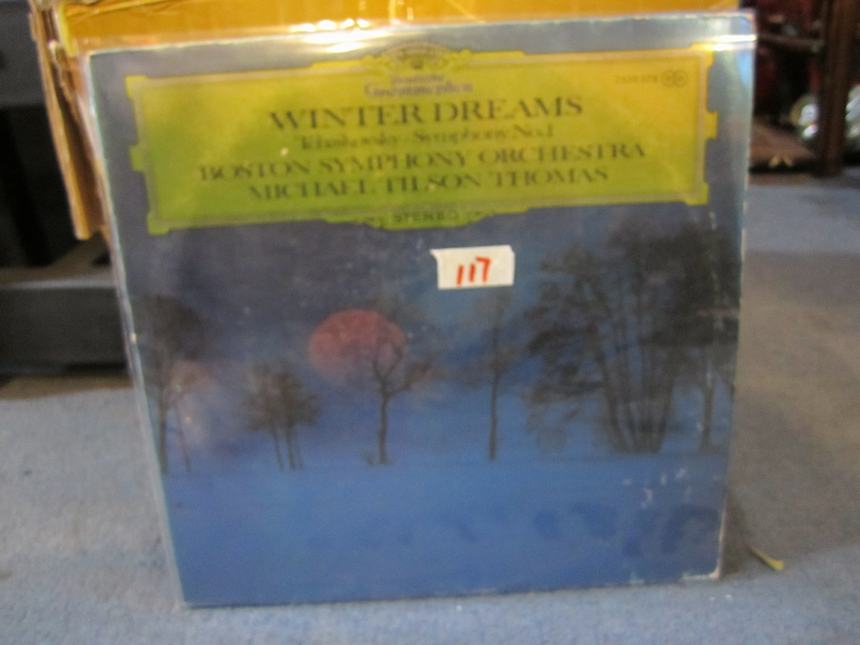 Deutsche
Grammophon
WINTER DREAMS
Tchaikovsky · Symphony No.1
BOSTON SYMPHONY ORCHESTRA
MICHAEL TILSON THOMAS
STEREO
117